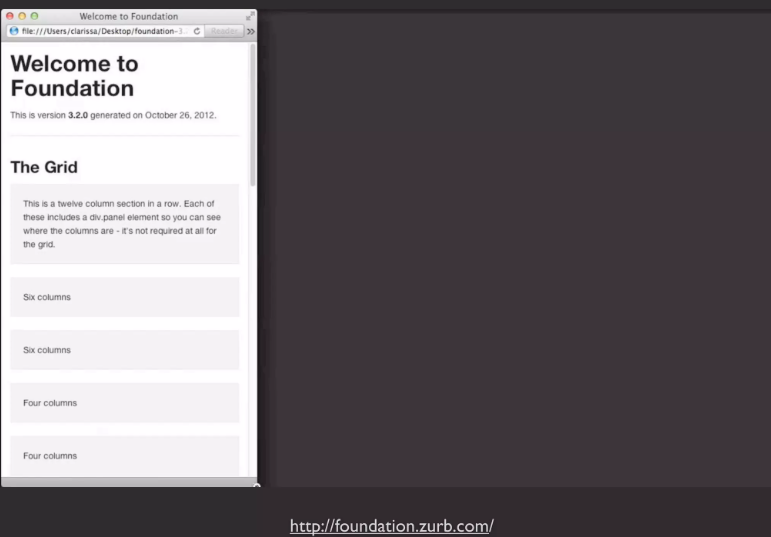 Welcome to Foundation
file:///Users/clarissa/Desktop/foundation-3.
Reader
Welcome to
Foundation
This is version 3.2.0 generated on October 26, 2012.
The Grid
This is a twelve column section in a row. Each of
these includes a div.panel element so you can see
where the columns are - it's not required at all for
the grid.
Six columns
Six columns
Four columns
Four columns
http://foundation.zurb.com/